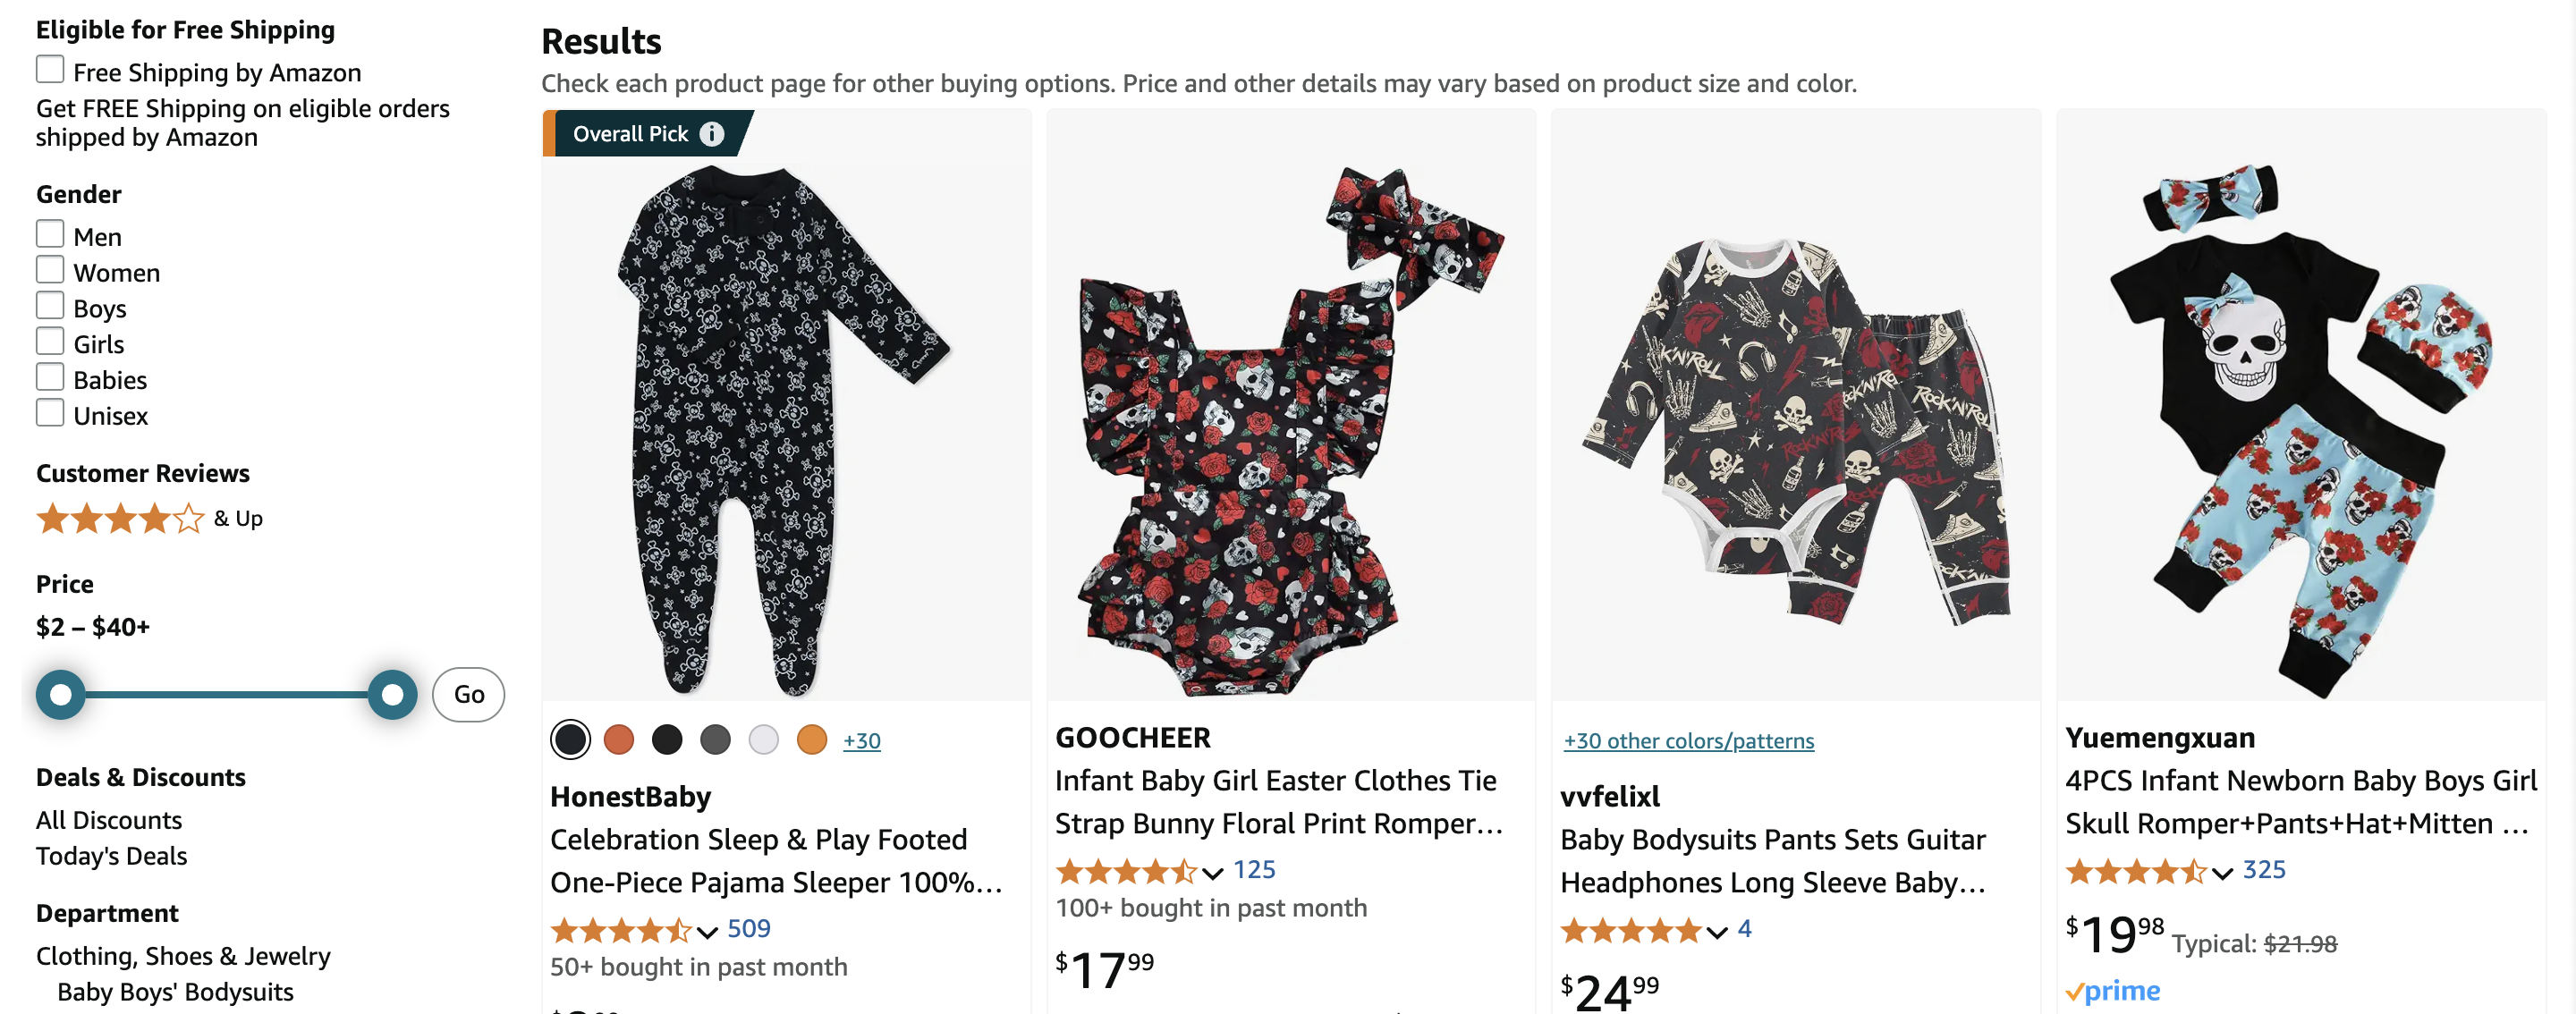 Eligible for Free Shipping
Free Shipping by Amazon
Get FREE Shipping on eligible orders
shipped by Amazon
Gender
Men
Women
Boys
Girls
Babies
Unisex
Customer Reviews
& Up
Price
$2 – $40+
Go
Deals & Discounts
All Discounts
Today's Deals
Department
Clothing, Shoes & Jewelry
Baby Boys' Bodysuits
Results
Check each product page for other buying options. Price and other details may vary based on product size and color.
Overall Pick
+30
HonestBaby
Celebration Sleep & Play Footed
One-Piece Pajama Sleeper 100%...
509
50+ bought in past month
GOOCHEER
Infant Baby Girl Easter Clothes Tie
Strap Bunny Floral Print Romper...
125
100+ bought in past month
$17.99
ROCK'N'ROLL
+30 other colors/patterns
vvfelixl
Baby Bodysuits Pants Sets Guitar
Headphones Long Sleeve Baby...
4
$24.99
Yuemengxuan
4PCS Infant Newborn Baby Boys Girl
Skull Romper+Pants+Hat+Mitten ...
325
$19.98 Typical: $21.98
prime